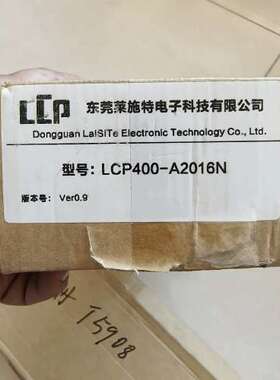 LCP
东莞莱施特电子科技有限公司
Dongguan LaiSiTe Electronic Technology Co., Ltd.
型号: LCP400-A2016N
版本号: Ver0.9
T5908